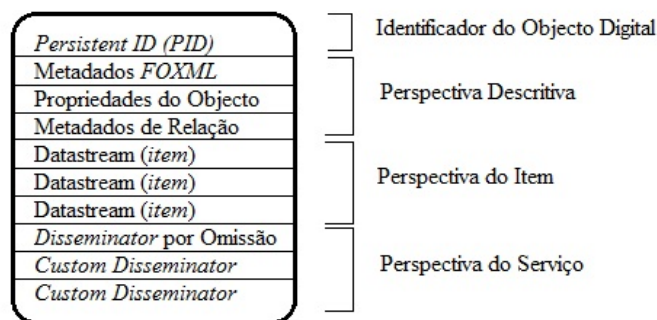 Persistent ID (PID)
Metadados FOXML
Propriedades do Objecto
Metadados de Relação
Datastream (item)
Datastream (item)
Datastream (item)
Disseminator por Omissão
Custom Disseminator
Custom Disseminator
Identificador do Objecto Digital
Perspectiva Descritiva
Perspectiva do Item
Perspectiva do Serviço